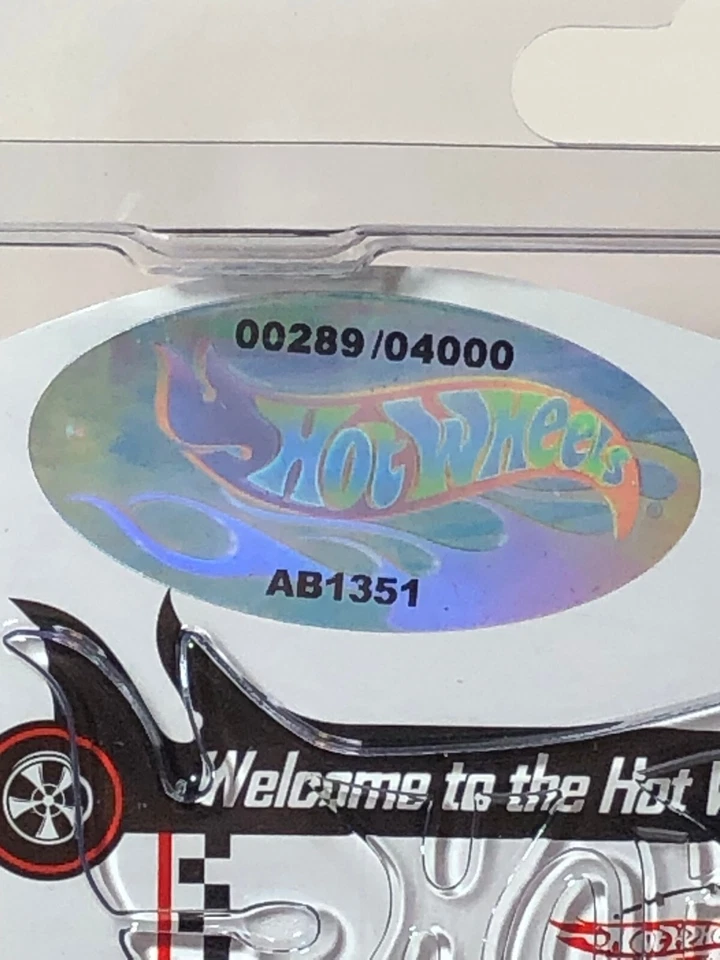 00289/04000
Hot Wheels
®
AB1351
Welcome to the Hot